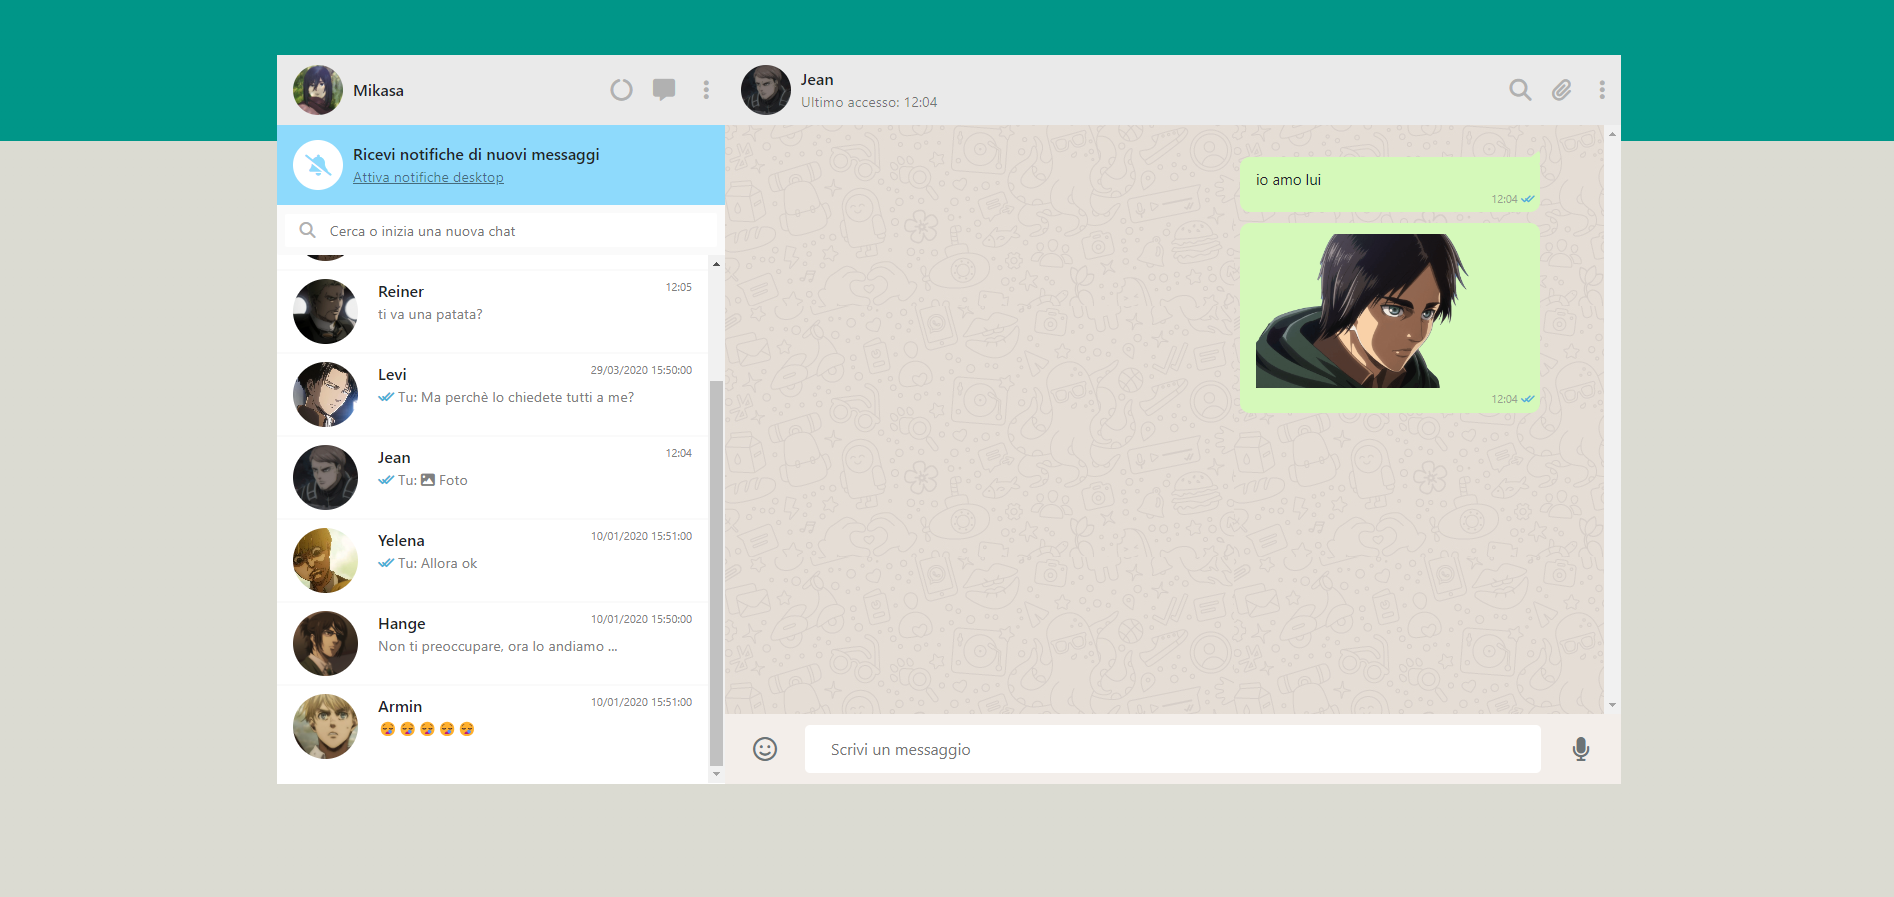 Mikasa
Ricevi notifiche di nuovi messaggi
Attiva notifiche desktop
Cerca o inizia una nuova chat
Reiner 12:05
ti va una patata?
Levi 29/03/2020 15:50:00
Tu: Ma perchè lo chiedete tutti a me?
Jean 12:04
Tu: Foto
Yelena 10/01/2020 15:51:00
Tu: Allora ok
Hange 10/01/2020 15:50:00
Non ti preoccupare, ora lo andiamo ...
Armin 10/01/2020 15:51:00
😪😪😪😪😪
Jean
Ultimo accesso: 12:04
io amo lui
12:04
12:04
Scrivi un messaggio